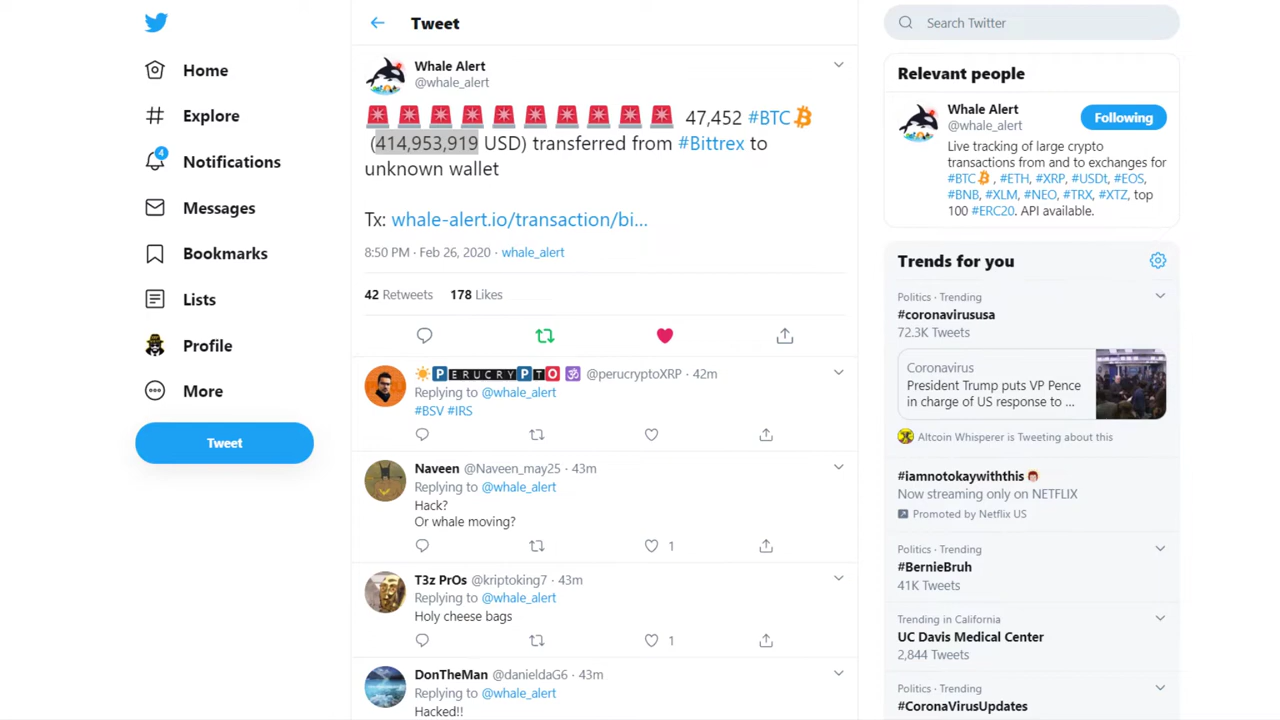 Home
Explore
4
Notifications
Messages
Bookmarks
Lists
Profile
More
Tweet
Tweet
Whale Alert
@whale_alert
🚨 🚨 🚨 🚨 🚨 🚨 🚨 🚨 🚨 🚨 47,452 #BTC
(414,953,919 USD) transferred from #Bittrex to
unknown wallet
Tx: whale-alert.io/transaction/bi...
8:50 PM · Feb 26, 2020 · whale_alert
42 Retweets 178 Likes
☀️🅿️ERUCRY🅿️T🅾️ 🕉 @perucryptoXRP · 42m
Replying to @whale_alert
#BSV #IRS
Naveen @Naveen_may25 · 43m
Replying to @whale_alert
Hack?
Or whale moving?
1
T3z PrOs @kriptoking7 · 43m
Replying to @whale_alert
Holy cheese bags
1
DonTheMan @danieldaG6 · 43m
Replying to @whale_alert
Hacked!!
Search Twitter
Relevant people
Whale Alert
@whale_alert
Following
Live tracking of large crypto
transactions from and to exchanges for
#BTC , #ETH, #XRP, #USDt, #EOS,
#BNB, #XLM, #NEO, #TRX, #XTZ, top
100 #ERC20. API available.
Trends for you
Politics · Trending
#coronavirususa
72.3K Tweets
Coronavirus
President Trump puts VP Pence
in charge of US response to ...
Altcoin Whisperer is Tweeting about this
#iamnotokaywiththis
Now streaming only on NETFLIX
Promoted by Netflix US
Politics · Trending
#BernieBruh
41K Tweets
Trending in California
UC Davis Medical Center
2,844 Tweets
Politics · Trending
#CoronaVirusUpdates